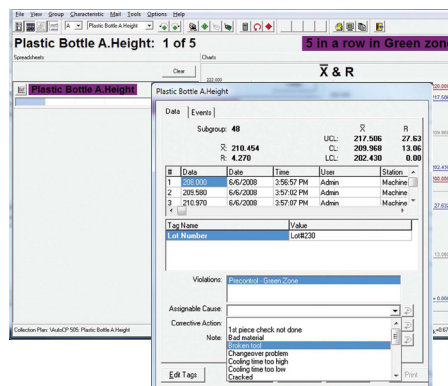 File View Group Characteristic Mail Tools Options Help
A Plastic Bottle A.Height
Plastic Bottle A.Height: 1 of 5
5 in a row in Green zone
Spreadsheets
Charts
Clear
X & R
222.000
Plastic Bottle A.Height
Plastic Bottle A.Height
Data Events
Subgroup: 48
X R
UCL: 217.506 27.63
X: 210.454 CL: 209.968 13.06
R: 4.270 LCL: 202.430 0.00
# Data Date Time User Station
1 206.000 6/6/2008 3:56:57 PM Admin Machine
2 209.580 6/6/2008 3:57:02 PM Admin Machine
3 210.970 6/6/2008 3:57:07 PM Admin Machine
Tag Name Value
Lot Number Lot#230
Violations: Precontrol - Green Zone
Assignable Cause:
Corrective Action:
Note:
1st piece check not done
Bad material
Broken tool
Changeover problem
Cooling time too high
Cooling time too low
Cracked
Edit Tags
Print
Collection Plan: \AutoCP 505: Plastic Bottle A.Height